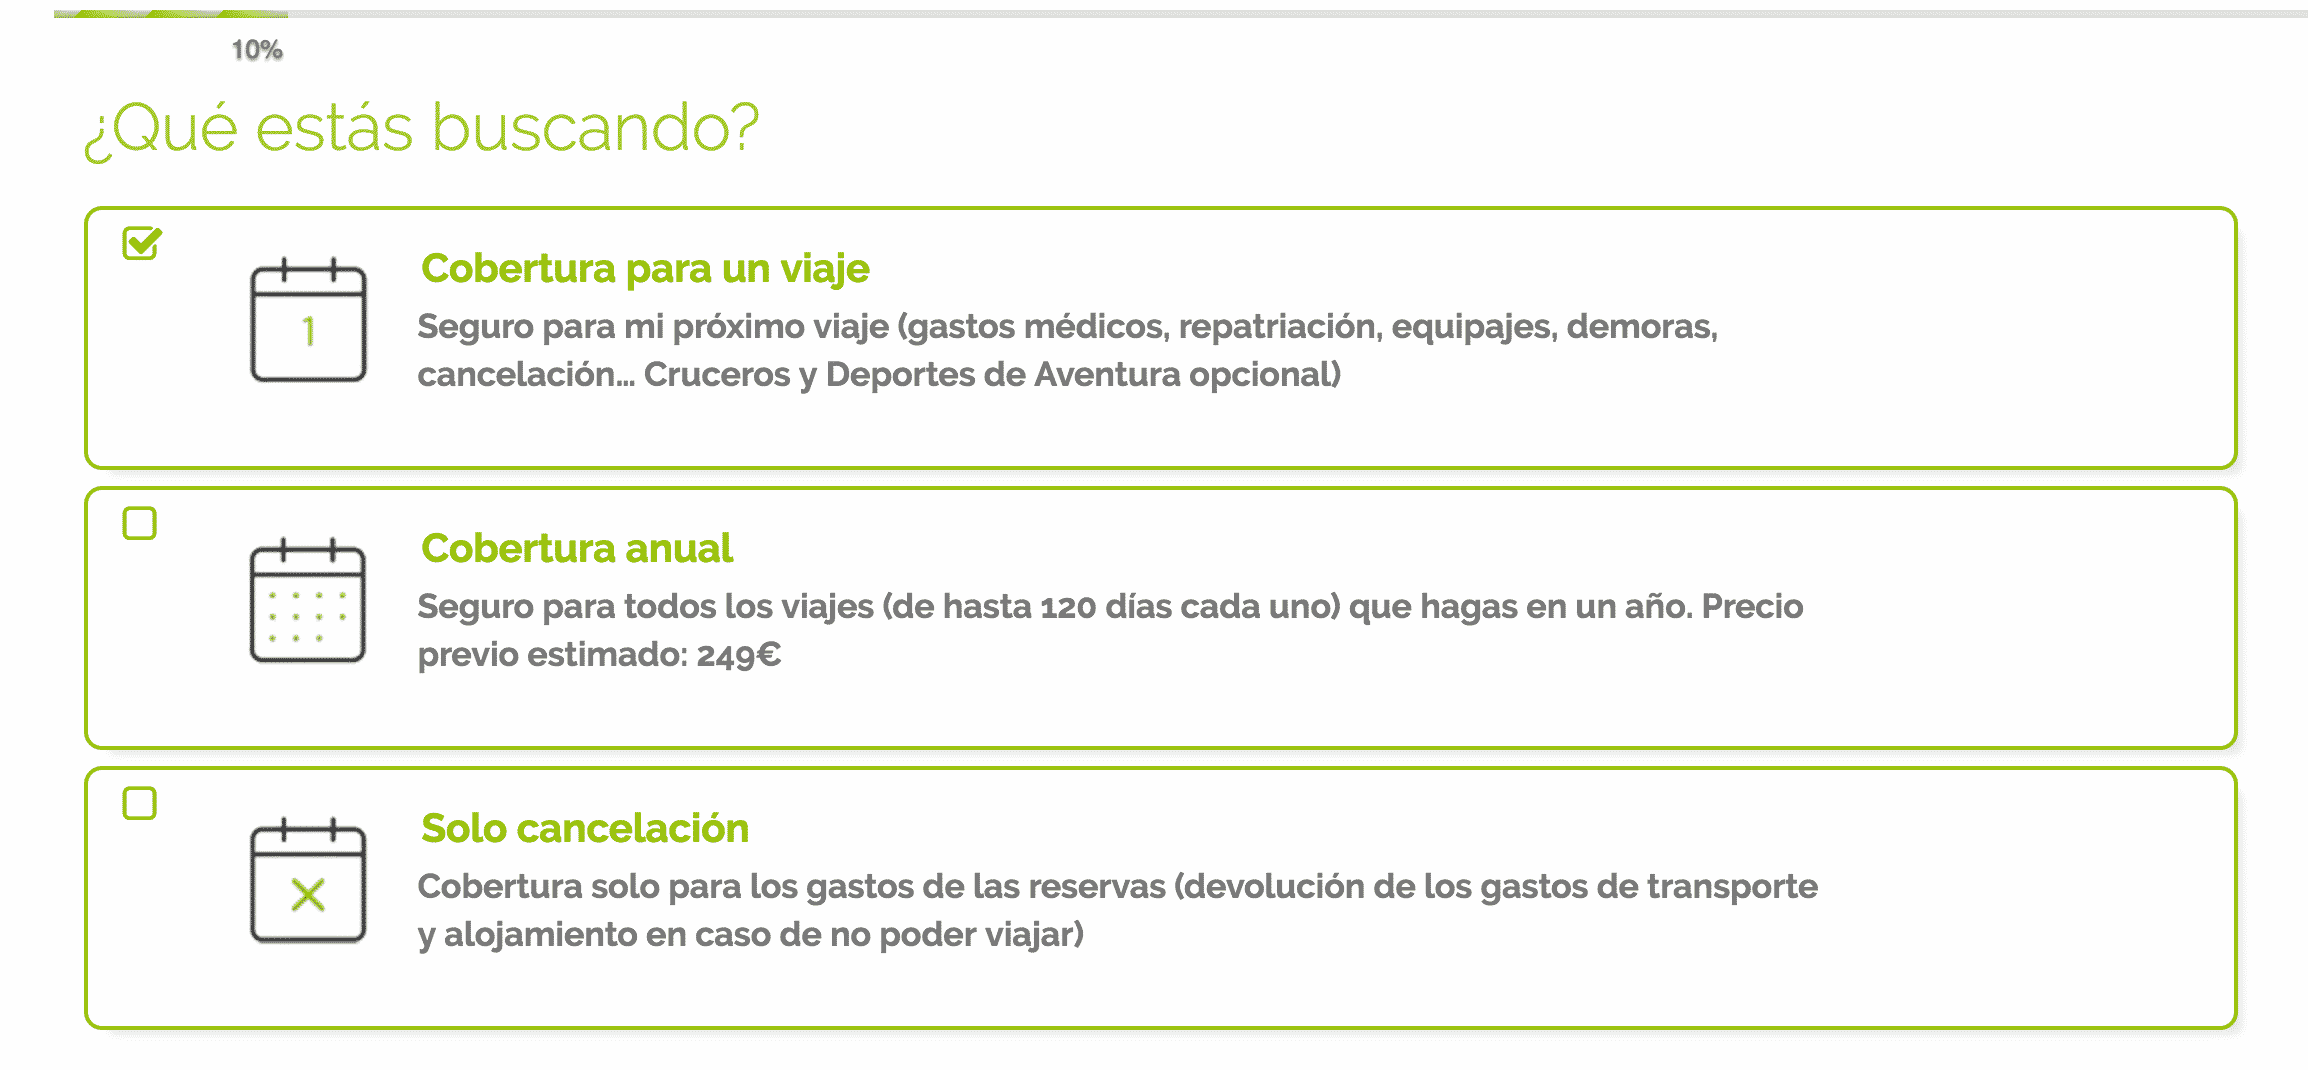 10%
¿Qué estás buscando?
1
Cobertura para un viaje
Seguro para mi próximo viaje (gastos médicos, repatriación, equipajes, demoras,
cancelación... Cruceros y Deportes de Aventura opcional)
Cobertura anual
Seguro para todos los viajes (de hasta 120 días cada uno) que hagas en un año. Precio
previo estimado: 249€
Solo cancelación
Cobertura solo para los gastos de las reservas (devolución de los gastos de transporte
y alojamiento en caso de no poder viajar)